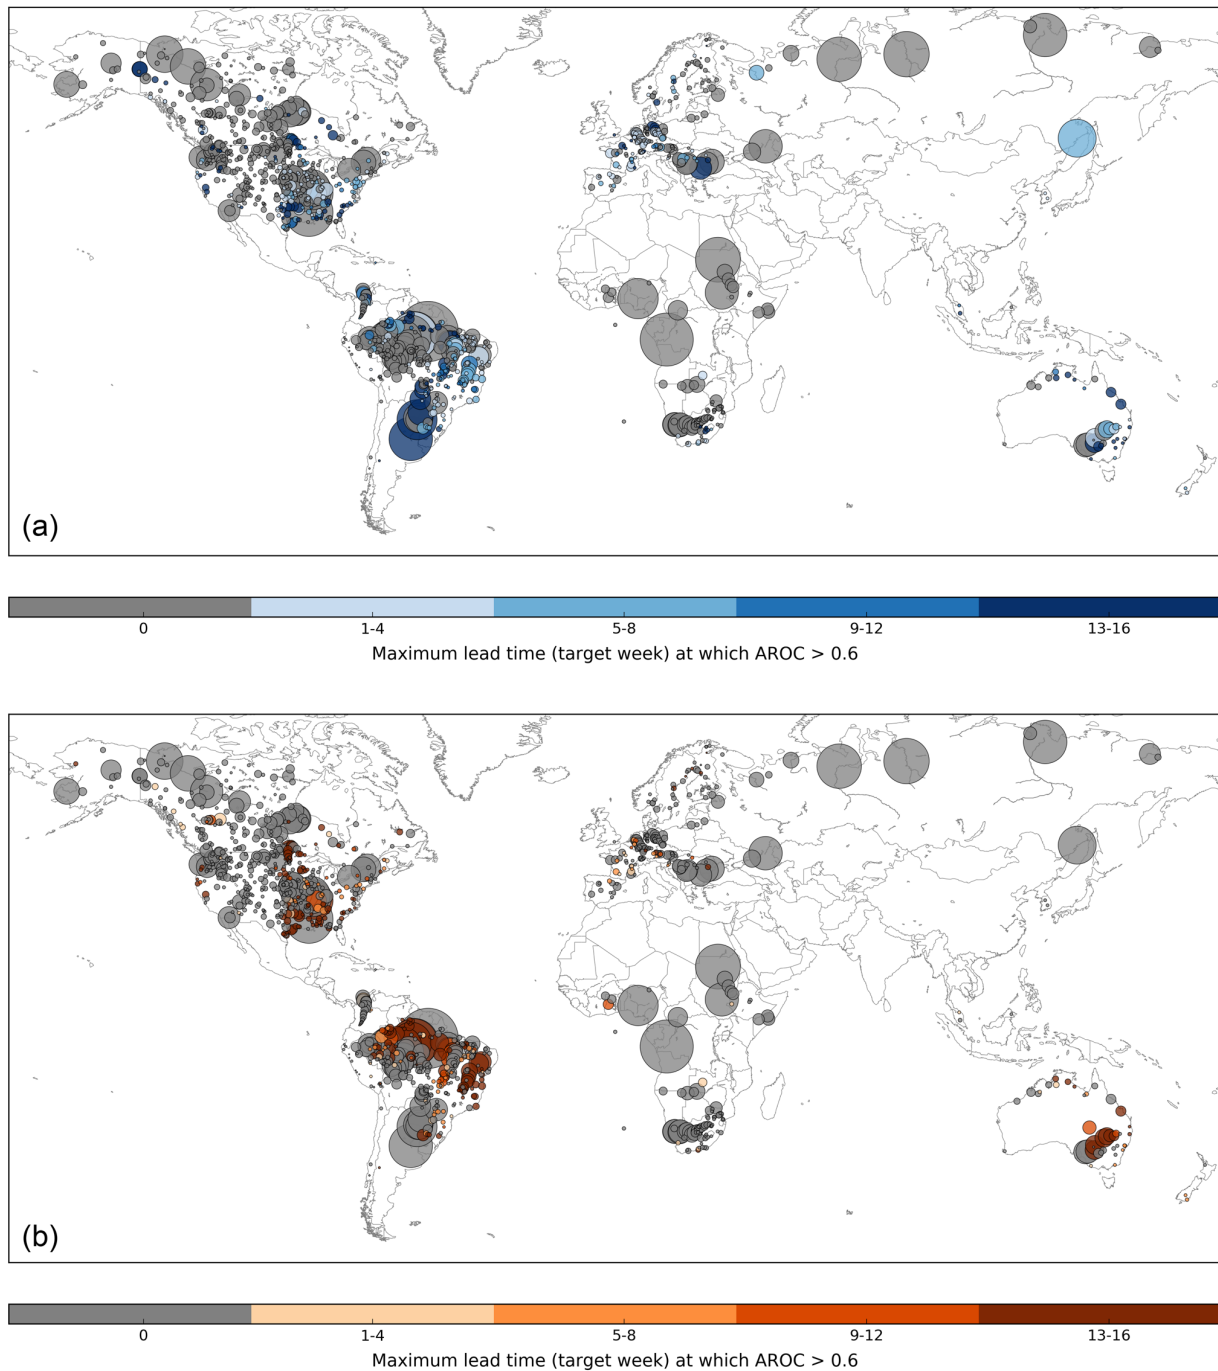 (a)
0 1-4 5-8 9-12 13-16
Maximum lead time (target week) at which AROC > 0.6
(b)
0 1-4 5-8 9-12 13-16
Maximum lead time (target week) at which AROC > 0.6